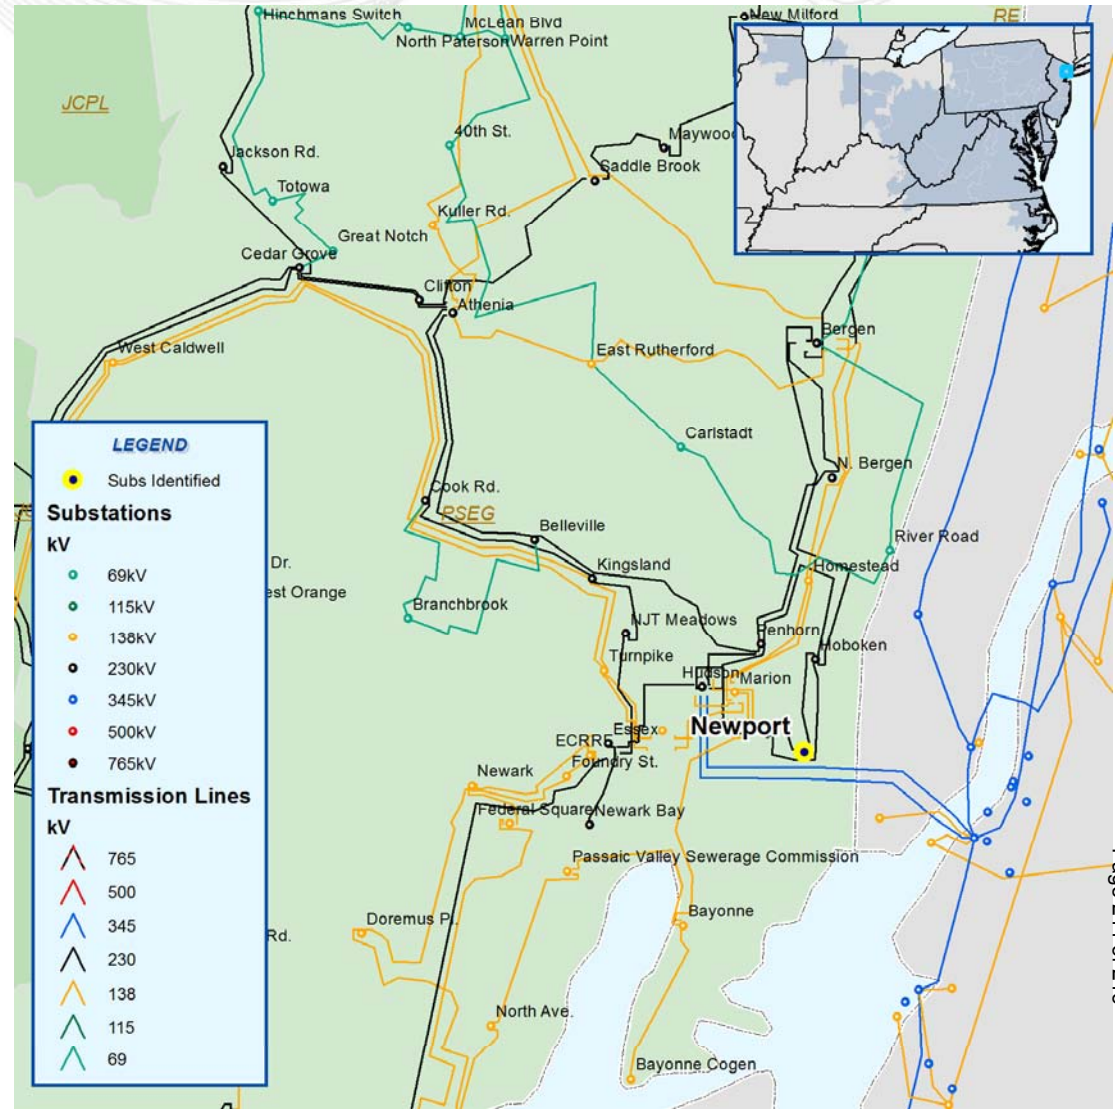 Hinchmans Switch
McLean Blvd
North Paterson
Warren Point
New Milford
RE
JCPL
40th St.
Maywood
Jackson Rd.
Saddle Brook
Totowa
Kuller Rd.
Great Notch
Cedar Grove
Clifton
Athenia
Bergen
West Caldwell
East Rutherford
Carlstadt
N. Bergen
Cook Rd.
PSEG
Belleville
River Road
Kingsland
Homestead
Dr.
est Orange
Branchbrook
NJT Meadows
Penhorn
Hoboken
Turnpike
Hudson
Marion
Newport
Essex
ECRRF
Foundry St.
Newark
Federal Square
Newark Bay
Passaic Valley Sewerage Commission
Doremus Pl.
Bayonne
Rd.
North Ave.
Bayonne Cogen
LEGEND
Subs Identified
Substations
kV
69kV
115kV
138kV
230kV
345kV
500kV
765kV
Transmission Lines
kV
765
500
345
230
138
115
69